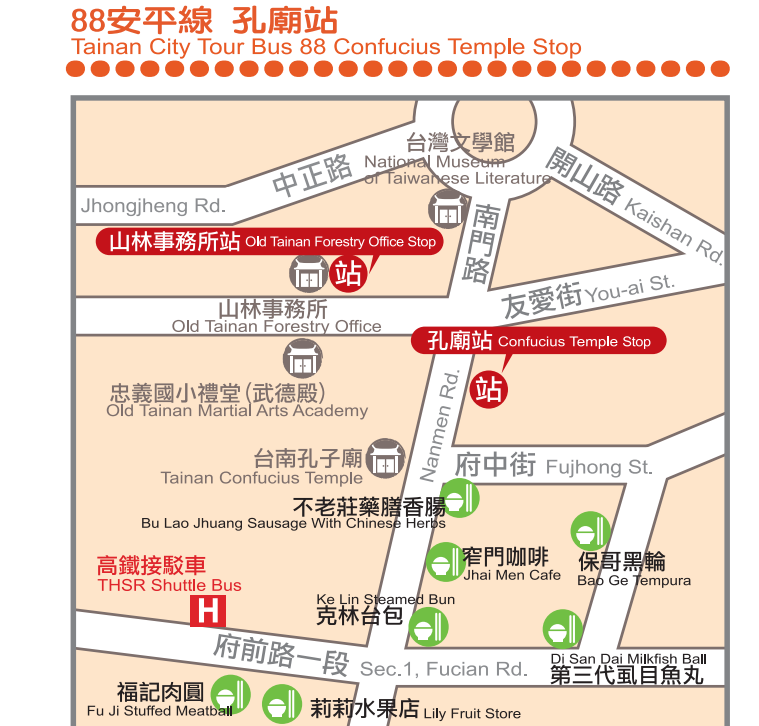 88安平線 孔廟站
Tainan City Tour Bus 88 Confucius Temple Stop
台灣文學館
National Museum
of Taiwanese Literature
中正路
Jhongjheng Rd.
開山路 Kaishan Rd.
南門路
山林事務所站 Old Tainan Forestry Office Stop
站
友愛街 You-ai St.
山林事務所
Old Tainan Forestry Office
孔廟站 Confucius Temple Stop
站
忠義國小禮堂(武德殿)
Old Tainan Martial Arts Academy
Nanmen Rd.
台南孔子廟
Tainan Confucius Temple
府中街 Fujhong St.
不老莊藥膳香腸
Bu Lao Jhuang Sausage With Chinese Herbs
窄門咖啡
Jhai Men Cafe
保哥黑輪
Bao Ge Tempura
高鐵接駁車
THSR Shuttle Bus
H
Ke Lin Steamed Bun
克林台包
府前路一段 Sec.1, Fucian Rd.
Di San Dai Milkfish Ball
第三代虱目魚丸
福記肉圓
Fu Ji Stuffed Meatball
莉莉水果店 Lily Fruit Store